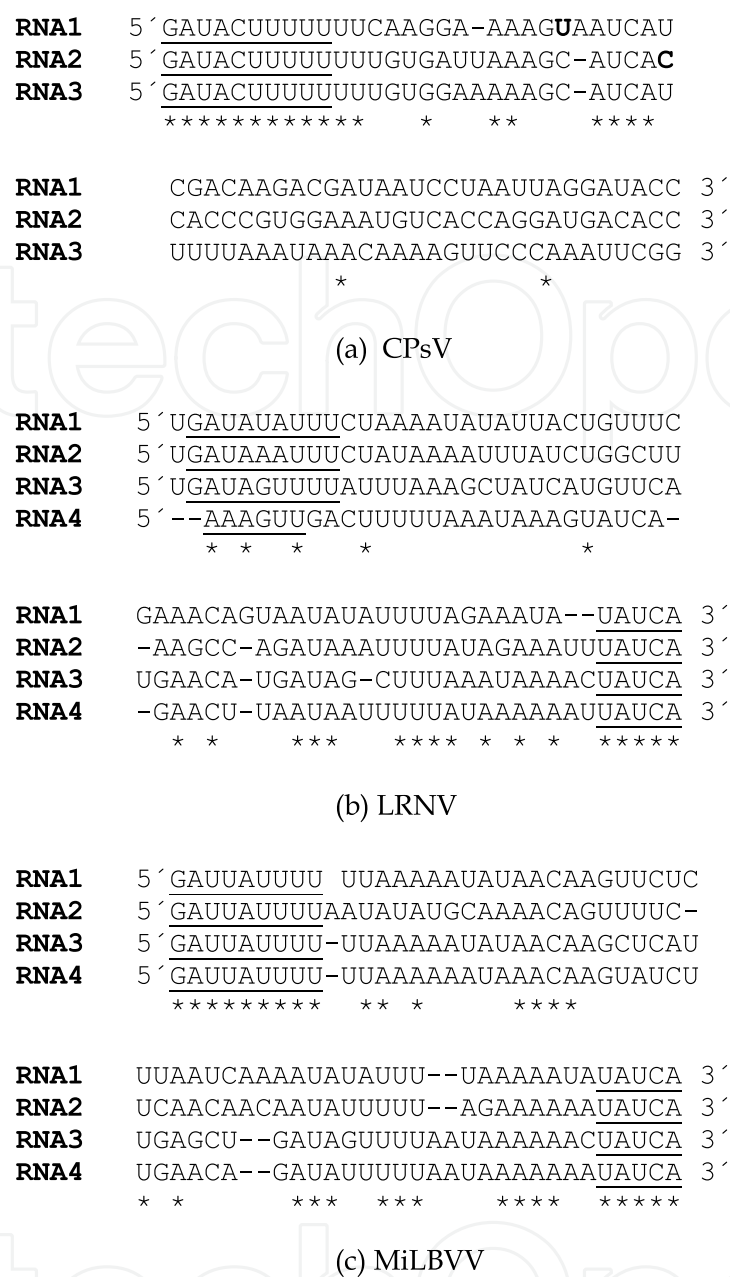 RNA1 5´GAUACUUUUUUUCAAGGA-AAAGUAAUCAU
RNA2 5´GAUACUUUUUUUUGUGAUUAAAGC-AUCAC
RNA3 5´GAUACUUUUUUUUGUGGAAAAAGC-AUCAU
************ * ** ****
RNA1 CGACAAGACGAUAAUCCUAAUUAGGAUACC 3´
RNA2 CACCCGUGGAAAUGUCACCAGGAUGACACC 3´
RNA3 UUUUAAAUAAACAAAAGUUCCCAAAUUCGG 3´
* *
(a) CPsV
RNA1 5´UGAUAUAUUUCUAAAAUAUAUUACUGUUUC
RNA2 5´UGAUAAAUUUCUAUAAAAUUUAUCUGGCUU
RNA3 5´UGAUAGUUUUAUUUAAAGCUAUCAUGUUCA
RNA4 5´--AAAGUUGACUUUUUAAAUAAAGUAUCA-
* * * * *
RNA1 GAAACAGUAAUAUAUUUUAGAAAUA--UAUCA 3´
RNA2 -AAGCC-AGAUAAAUUUUAUAGAAAUUUAUCA 3´
RNA3 UGAACA-UGAUAG-CUUUAAAUAAAACUAUCA 3´
RNA4 -GAACU-UAAUAAUUUUUAUAAAAAAUUAUCA 3´
* * *** **** * * * *****
(b) LRNV
RNA1 5´GAUUAUUUU UUAAAAAUAUAACAAGUUCUC
RNA2 5´GAUUAUUUUAAUAUAUGCAAAACAGUUUUC-
RNA3 5´GAUUAUUUU-UUAAAAAUAUAACAAGCUCAU
RNA4 5´GAUUAUUUU-UUAAAAAAUAAACAAGUAUCU
********* ** * ****
RNA1 UUAAUCAAAAUAUAUUU--UAAAAAUAUAUCA 3´
RNA2 UCAACAACAAUAUUUUU--AGAAAAAAUAUCA 3´
RNA3 UGAGCU--GAUAGUUUUAAUAAAAAACUAUCA 3´
RNA4 UGAACA--GAUAUUUUUAAUAAAAAAAUAUCA 3´
* * *** *** **** *****
(c) MiLBVV